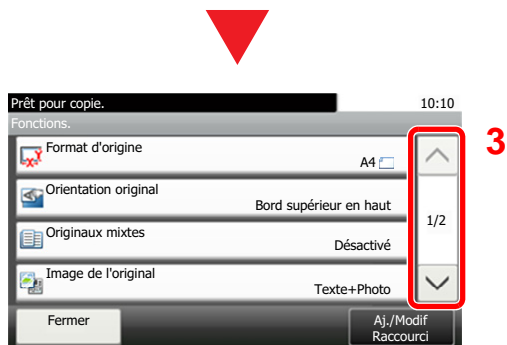 Prêt pour copie. 10:10
Fonctions.
Format d'origine
A4
Orientation original
Bord supérieur en haut
Originaux mixtes
Désactivé
Image de l'original
Texte+Photo
1/2
3
Fermer
Aj./Modif
Raccourci